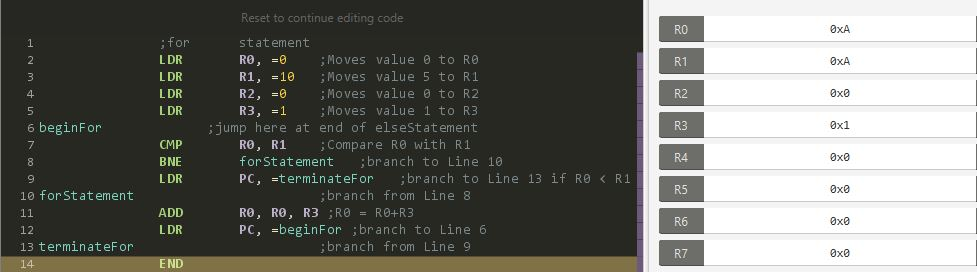 Reset to continue editing code
1 ;for statement
2 LDR R0, =0 ;Moves value 0 to R0
3 LDR R1, =10 ;Moves value 5 to R1
4 LDR R2, =0 ;Moves value 0 to R2
5 LDR R3, =1 ;Moves value 1 to R3
6 beginFor ;jump here at end of elseStatement
7 CMP R0, R1 ;Compare R0 with R1
8 BNE forStatement ;branch to Line 10
9 LDR PC, =terminateFor ;branch to Line 13 if R0 < R1
10 forStatement ;branch from Line 8
11 ADD R0, R0, R3 ;R0 = R0+R3
12 LDR PC, =beginFor ;branch to Line 6
13 terminateFor ;branch from Line 9
14 END
R0 0xA
R1 0xA
R2 0x0
R3 0x1
R4 0x0
R5 0x0
R6 0x0
R7 0x0